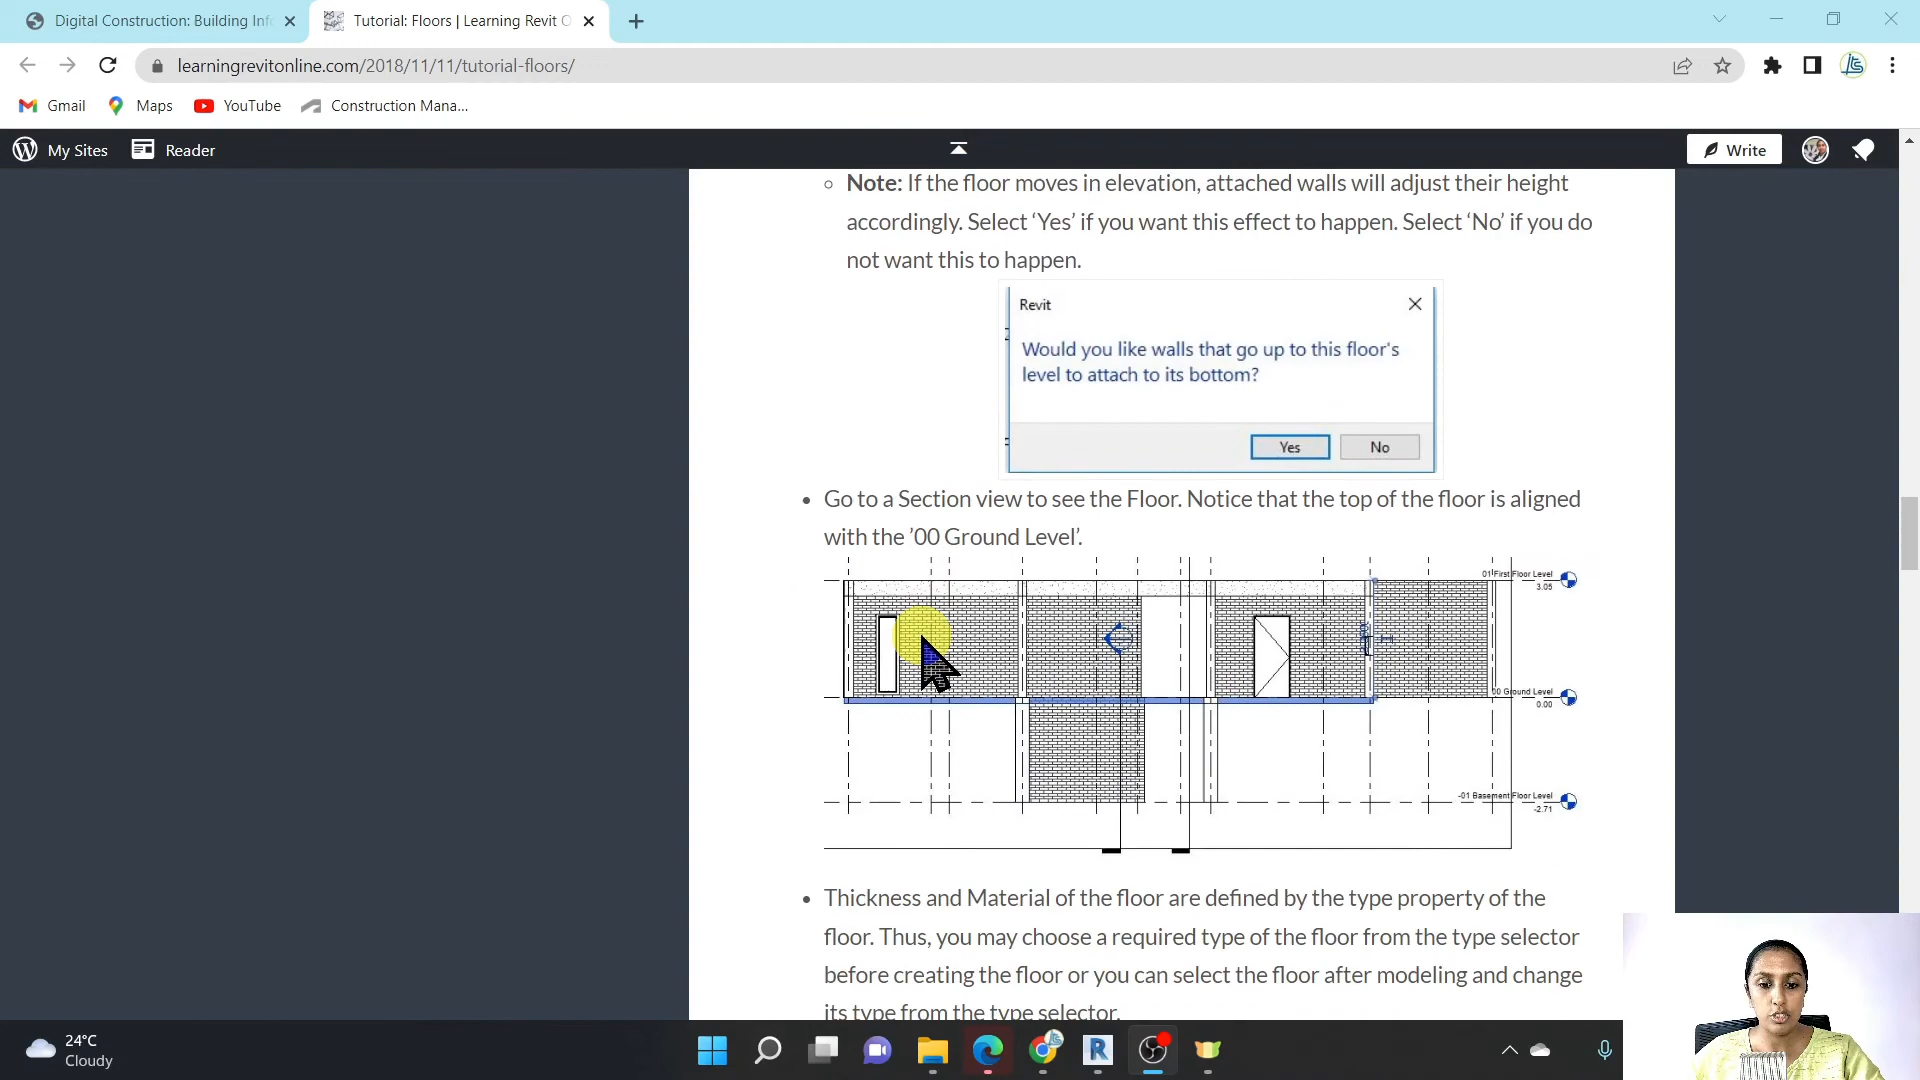 Digital Construction: Building Inf
Tutorial: Floors | Learning Revit O
learningrevitonline.com/2018/11/11/tutorial-floors/
Gmail
Maps
YouTube
Construction Mana...
My Sites
Reader
Write
Note: If the floor moves in elevation, attached walls will adjust their height
accordingly. Select ‘Yes’ if you want this effect to happen. Select ‘No’ if you do
not want this to happen.
Revit
Would you like walls that go up to this floor's
level to attach to its bottom?
Yes
No
Go to a Section view to see the Floor. Notice that the top of the floor is aligned
with the ’00 Ground Level’.
01 First Floor Level
3.05
00 Ground Level
0.00
-01 Basement Floor Level
-2.71
Thickness and Material of the floor are defined by the type property of the
floor. Thus, you may choose a required type of the floor from the type selector
before creating the floor or you can select the floor after modeling and change
its type from the type selector.
24°C
Cloudy